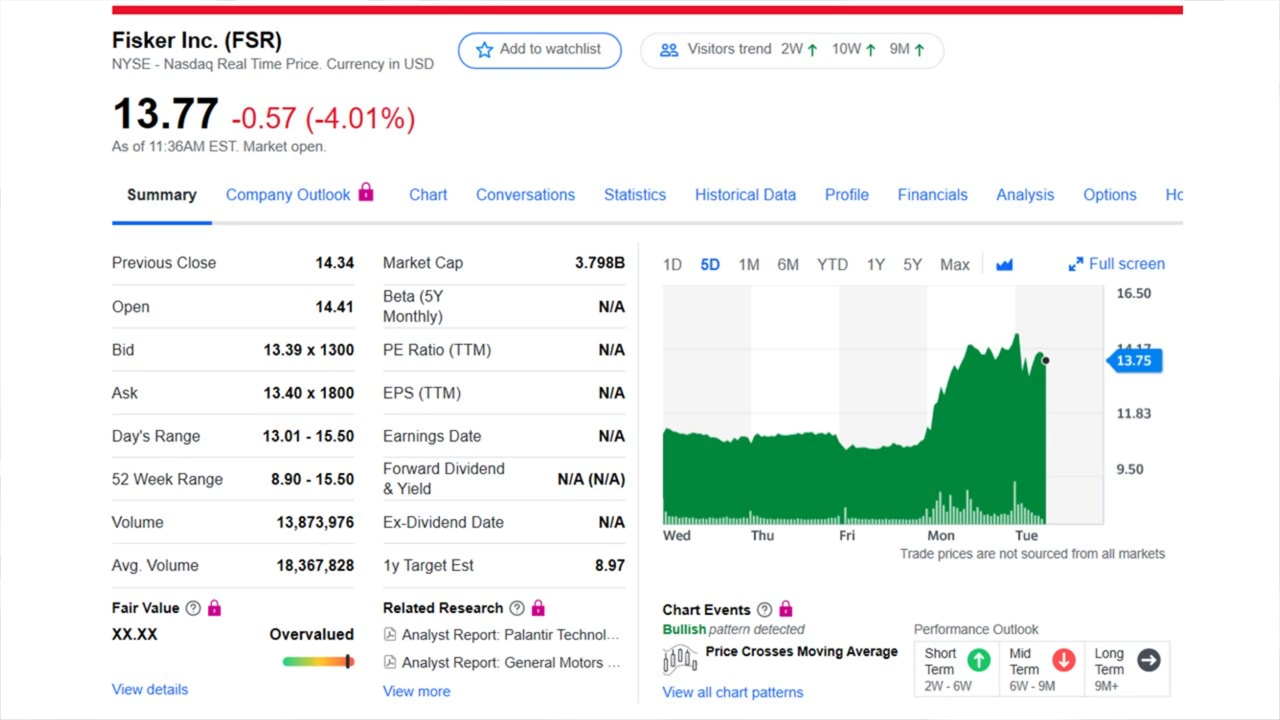 Fisker Inc. (FSR)
NYSE - Nasdaq Real Time Price. Currency in USD
Add to watchlist
Visitors trend 2W 10W 9M
13.77 -0.57 (-4.01%)
As of 11:36AM EST. Market open.
Summary Company Outlook Chart Conversations Statistics Historical Data Profile Financials Analysis Options Ho
Previous Close 14.34
Open 14.41
Bid 13.39 x 1300
Ask 13.40 x 1800
Day's Range 13.01 - 15.50
52 Week Range 8.90 - 15.50
Volume 13,873,976
Avg. Volume 18,367,828
Market Cap 3.798B
Beta (5Y
Monthly) N/A
PE Ratio (TTM) N/A
EPS (TTM) N/A
Earnings Date N/A
Forward Dividend
& Yield N/A (N/A)
Ex-Dividend Date N/A
1y Target Est 8.97
1D 5D 1M 6M YTD 1Y 5Y Max Full screen
16.50
14.17
13.75
11.83
9.50
Wed Thu Fri Mon Tue
Trade prices are not sourced from all markets
Fair Value ?
XX.XX Overvalued
View details
Related Research ?
Analyst Report: Palantir Technol...
Analyst Report: General Motors ...
View more
Chart Events ?
Bullish pattern detected
Price Crosses Moving Average
View all chart patterns
Performance Outlook
Short
Term
2W - 6W
Mid
Term
6W - 9M
Long
Term
9M+